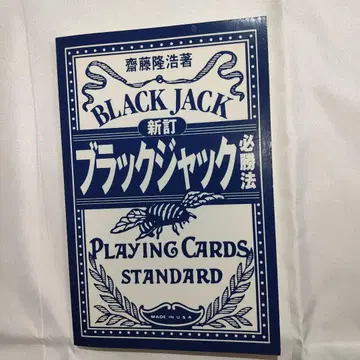 齋藤隆浩著
BLACK JACK
新訂
ブラックジャック必勝法
PLAYING CARDS
STANDARD
MADE IN U.S.A